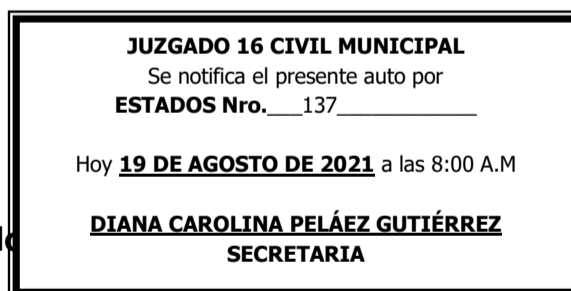 JUZGADO 16 CIVIL MUNICIPAL
Se notifica el presente auto por
ESTADOS Nro.___137____________
Hoy 19 DE AGOSTO DE 2021 a las 8:00 A.M
DIANA CAROLINA PELÁEZ GUTIÉRREZ
SECRETARIA